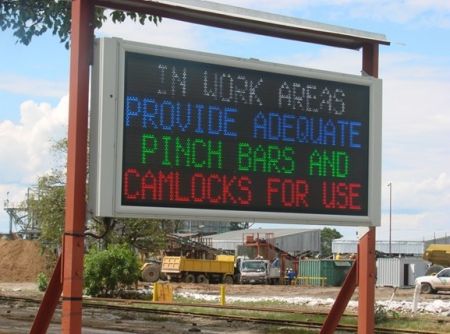 IN WORK AREAS
PROVIDE ADEQUATE
PINCH BARS AND
CAMLOCKS FOR USE